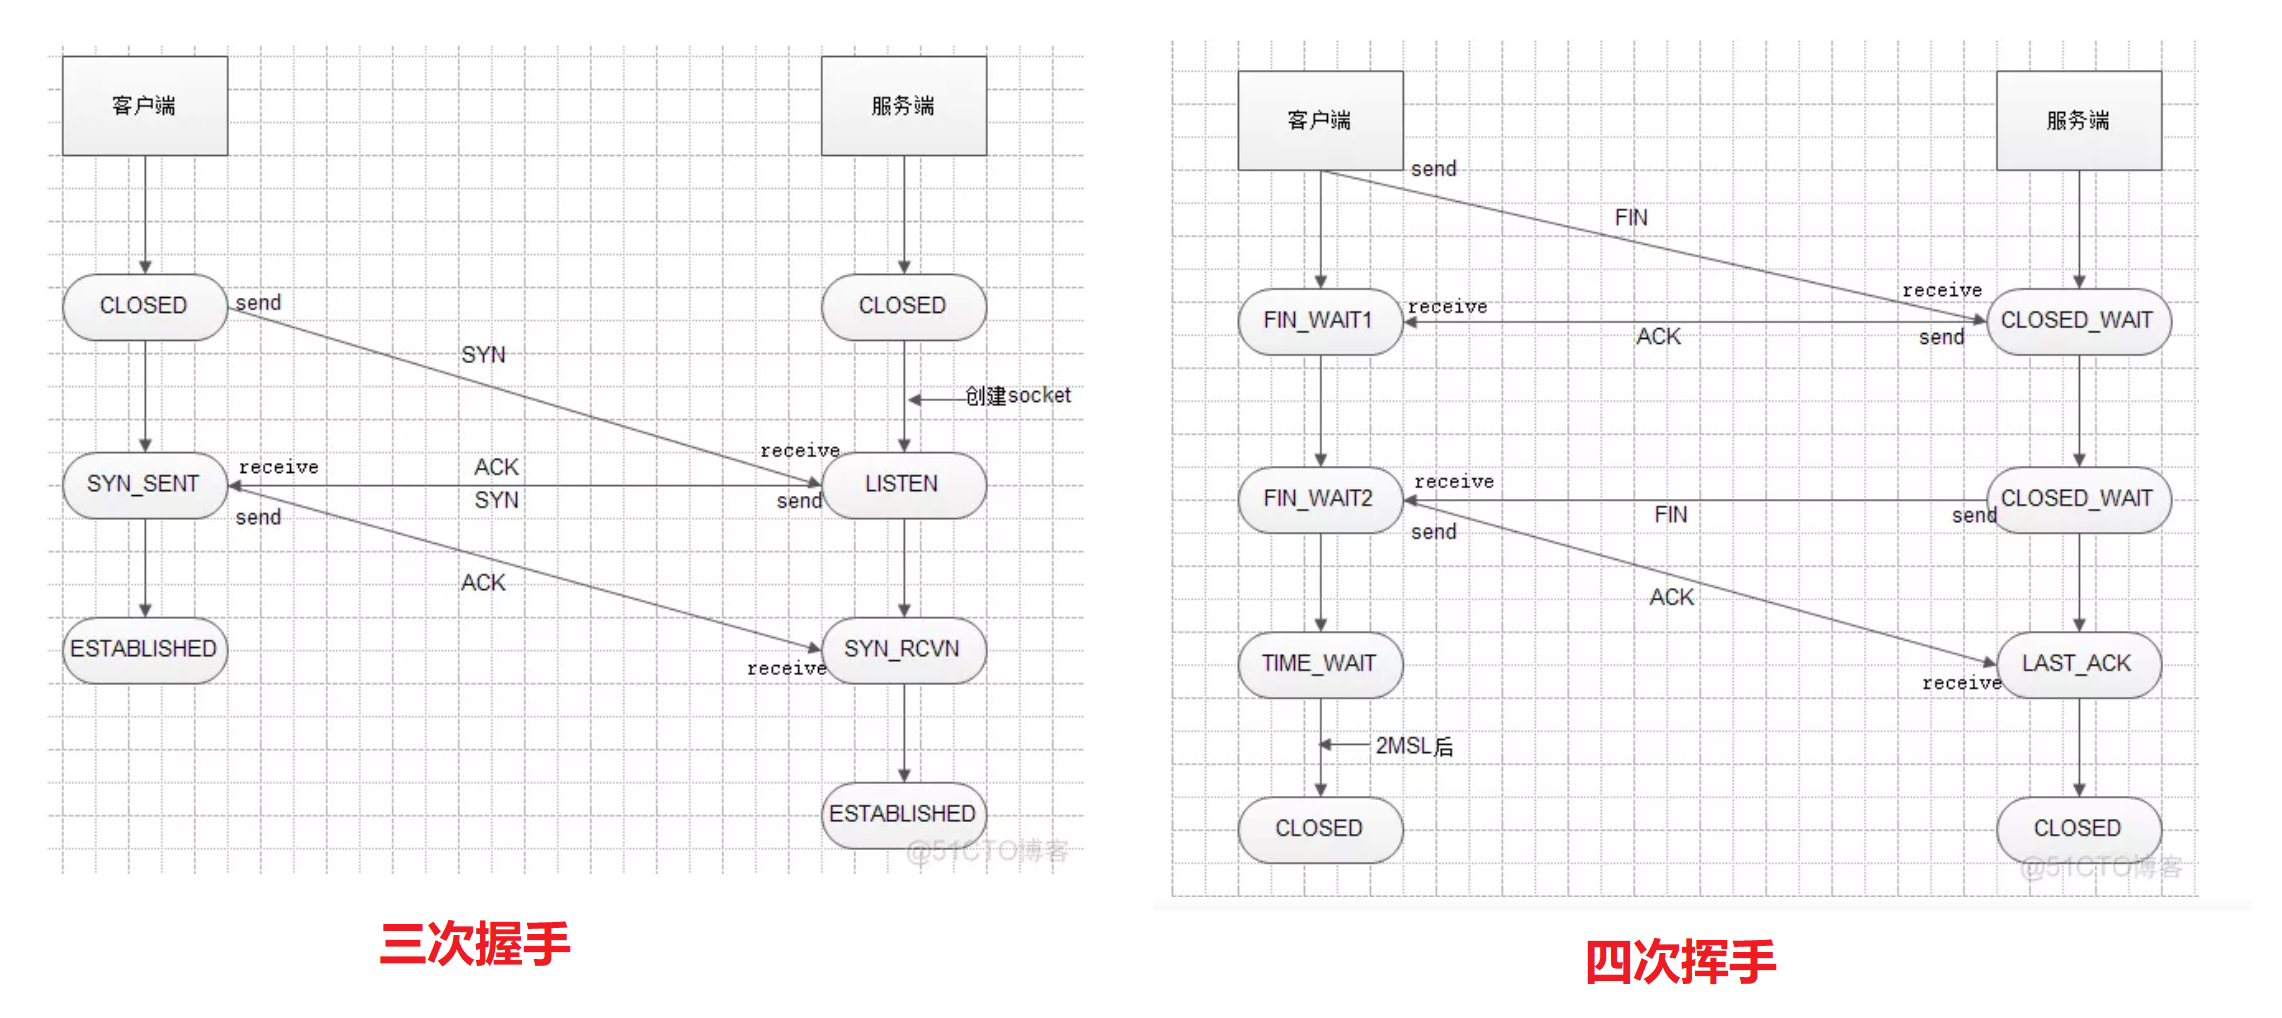 客户端
服务端
CLOSED
send
CLOSED
SYN
创建socket
receive
SYN_SENT
receive
ACK
LISTEN
SYN
send
send
ACK
ESTABLISHED
SYN_RCVN
receive
ESTABLISHED
@51CTO博客
三次握手
客户端
服务端
send
FIN
receive
FIN_WAIT1
receive
CLOSED_WAIT
ACK
send
FIN_WAIT2
receive
CLOSED_WAIT
FIN
send
send
ACK
TIME_WAIT
LAST_ACK
receive
2MSL后
CLOSED
CLOSED
@51CTO博客
四次挥手